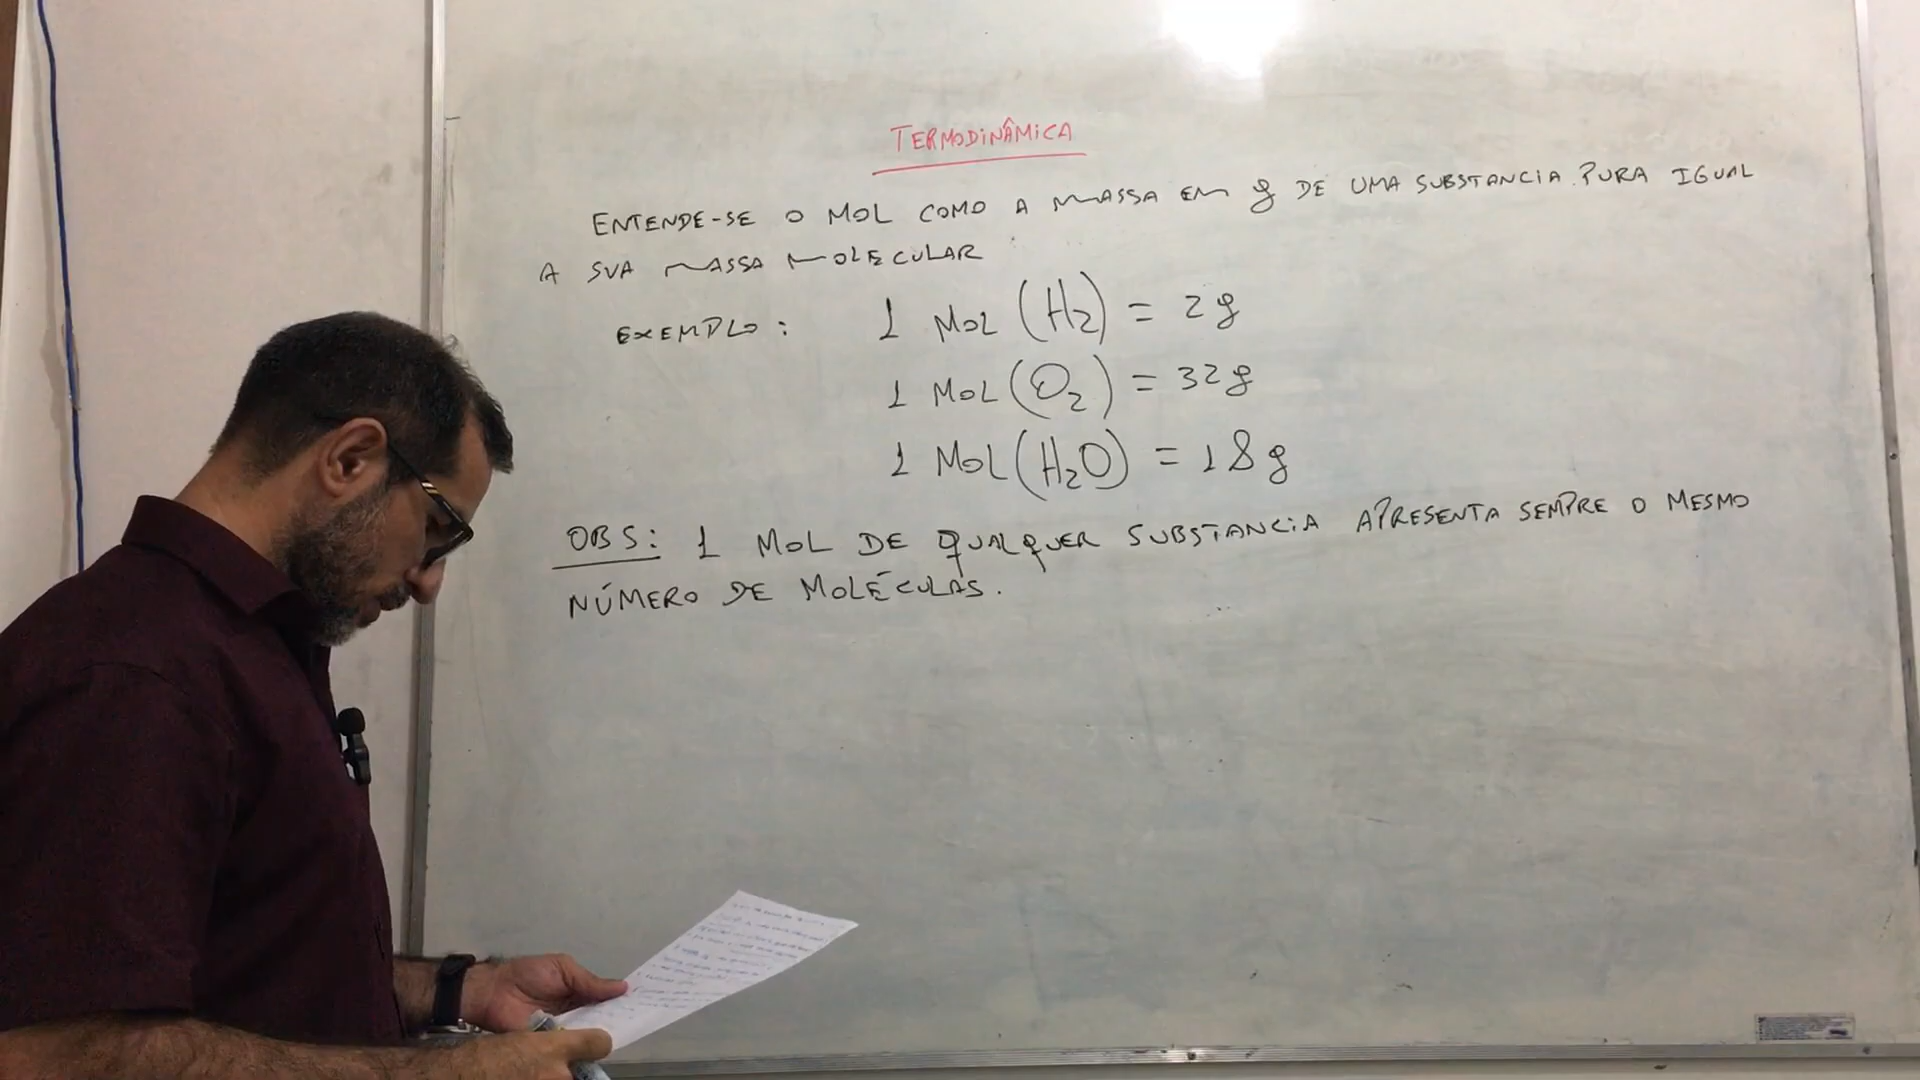 TERMODINÂMICA
ENTENDE-SE O MOL COMO A MASSA EM g DE UMA SUBSTANCIA PURA IGUAL
A SUA MASSA MOLECULAR
EXEMPLO: 1 MOL (H2) = 2g
1 MOL (O2) = 32g
1 MOL (H2O) = 18g
OBS: 1 MOL DE QUALQUER SUBSTANCIA APRESENTA SEMPRE O MESMO
NÚMERO DE MOLÉCULAS.